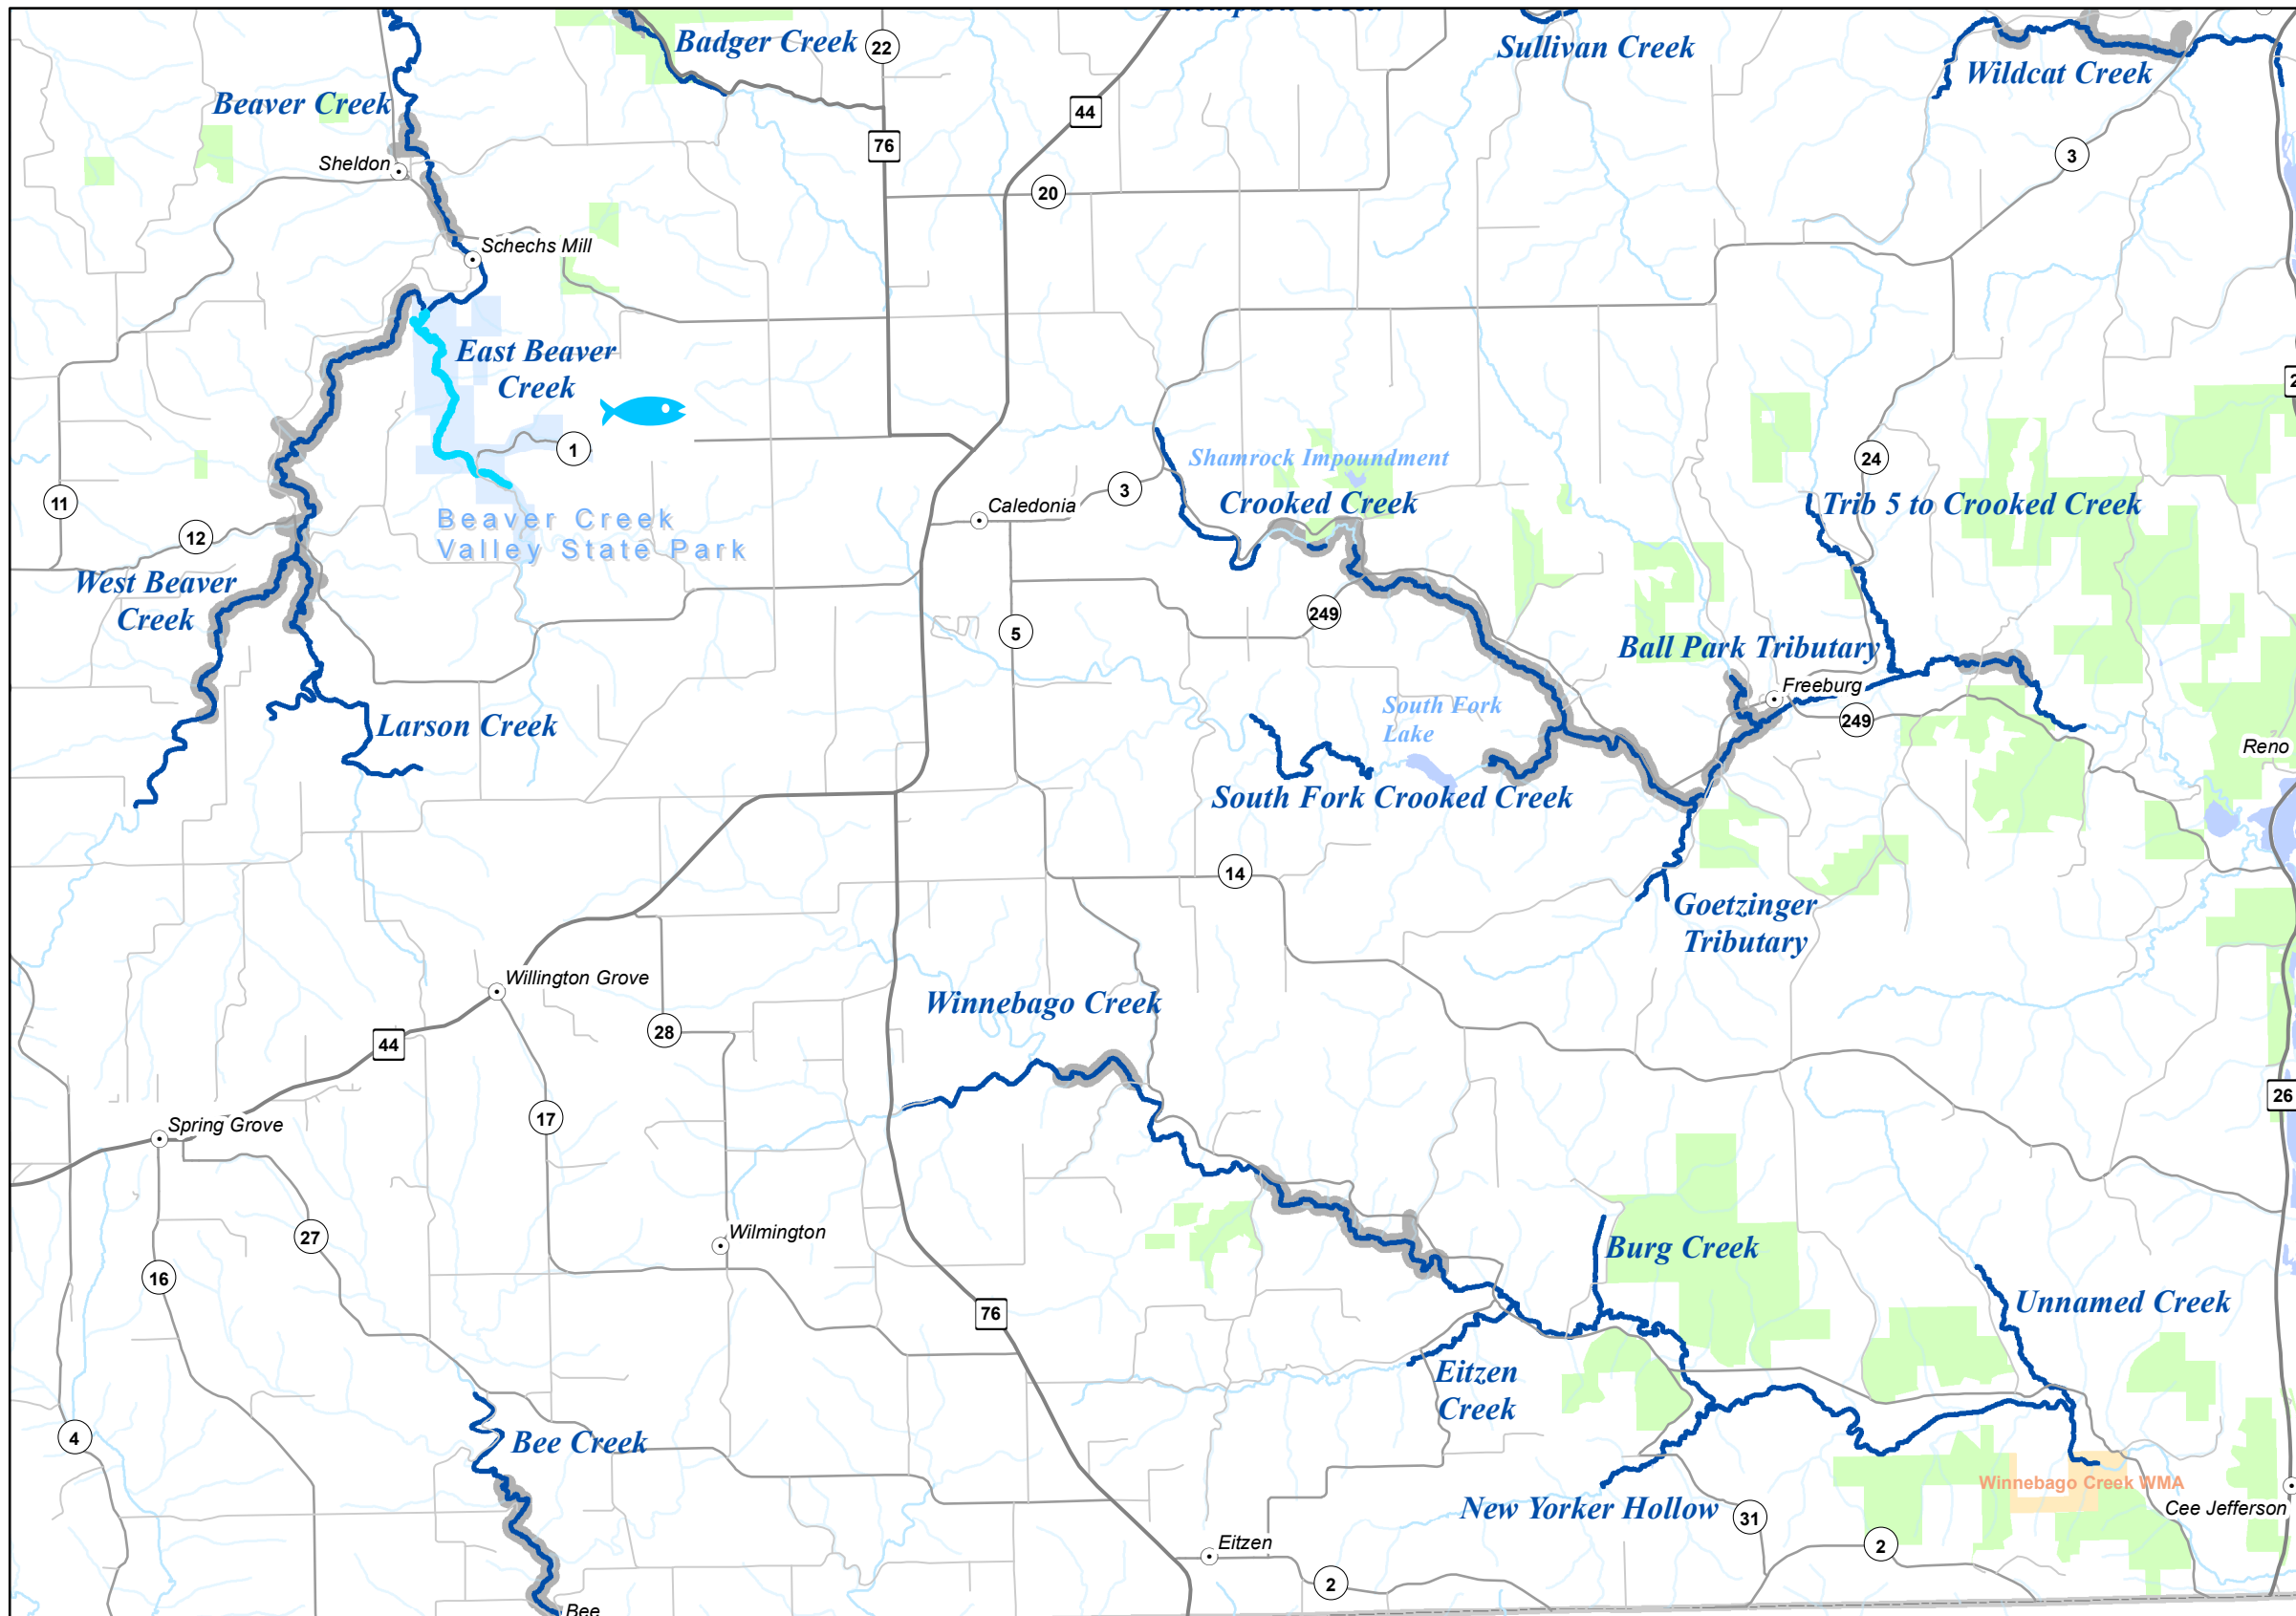 Thompson Creek
Badger Creek
22
Sullivan Creek
Wildcat Creek
Beaver Creek
44
76
3
Sheldon
20
Schechs Mill
East Beaver
Creek
1
Shamrock Impoundment
24
11
Caledonia
3
Crooked Creek
Trib 5 to Crooked Creek
Beaver Creek
Valley State Park
12
West Beaver
Creek
249
5
Ball Park Tributary
Freeburg
South Fork
Lake
249
Larson Creek
Reno
South Fork Crooked Creek
14
Goetzinger
Tributary
Willington Grove
Winnebago Creek
28
44
26
17
Spring Grove
27
Wilmington
16
Burg Creek
76
Unnamed Creek
Eitzen
Creek
4
Bee Creek
Winnebago Creek WMA
New Yorker Hollow
31
Cee Jefferson
Eitzen
2
2
Bee